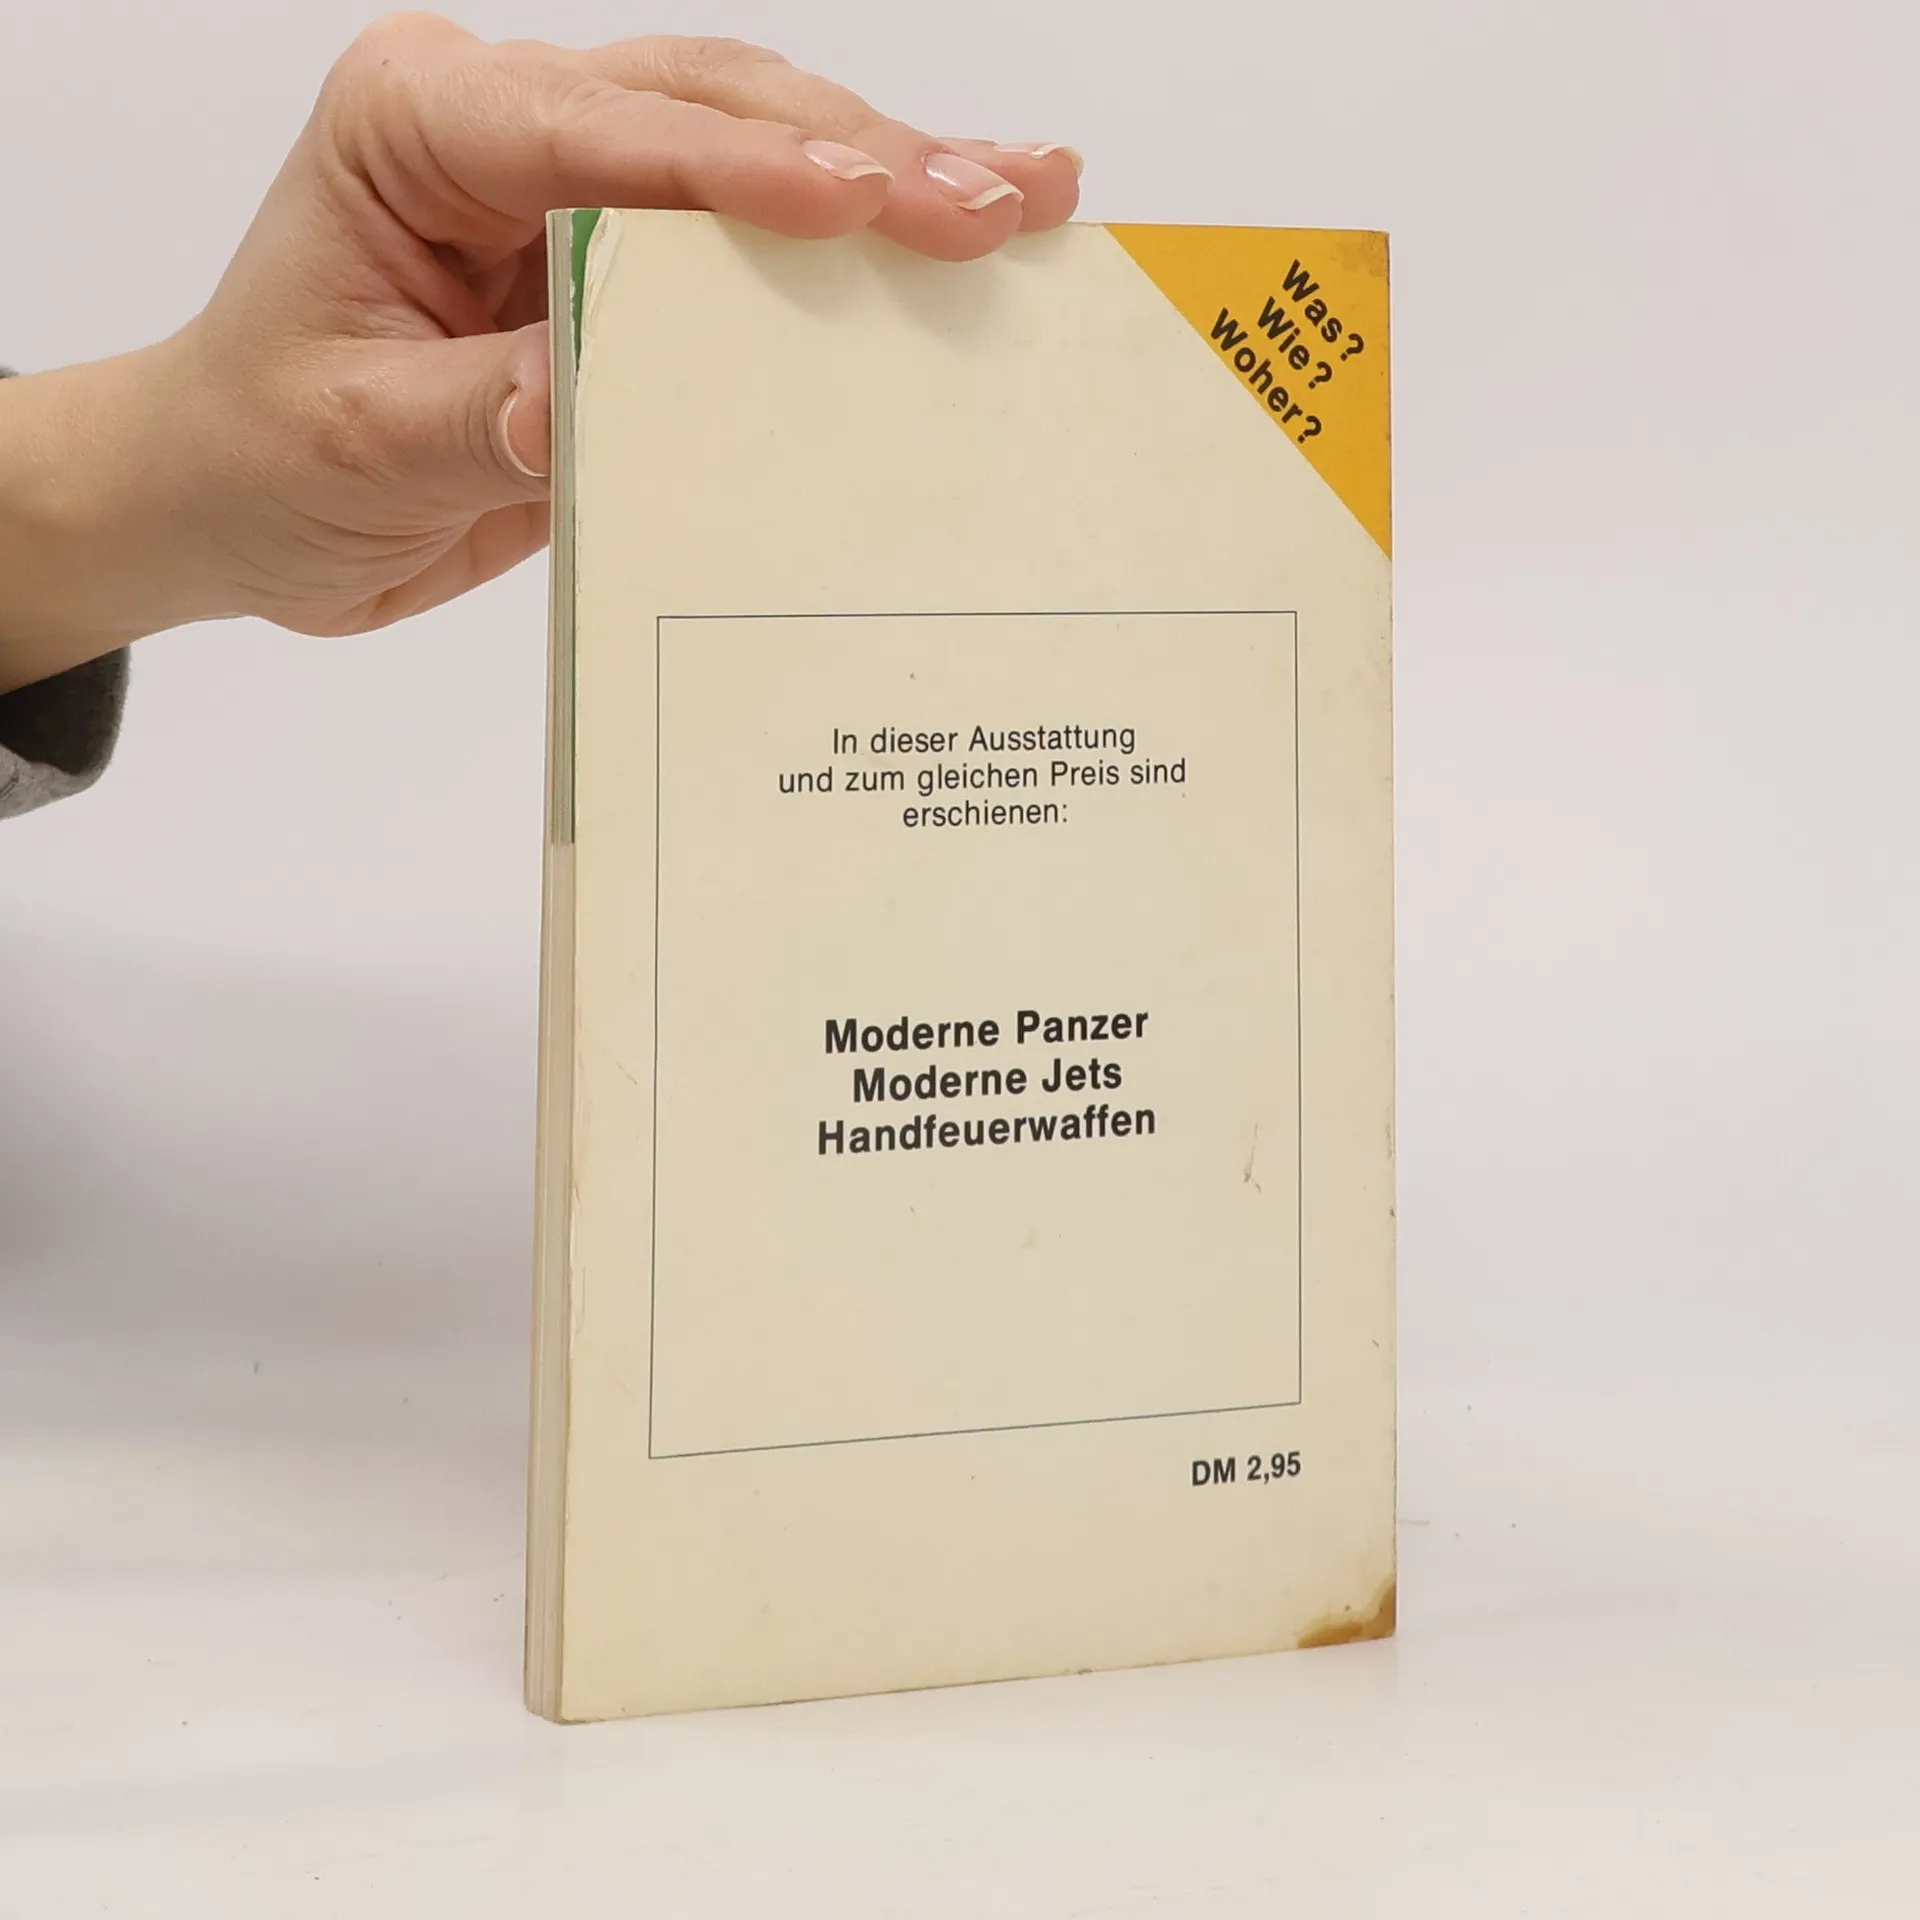 Was?
Wie?
Woher?
In dieser Ausstattung
und zum gleichen Preis sind
erschienen:
Moderne Panzer
Moderne Jets
Handfeuerwaffen
DM 2,95